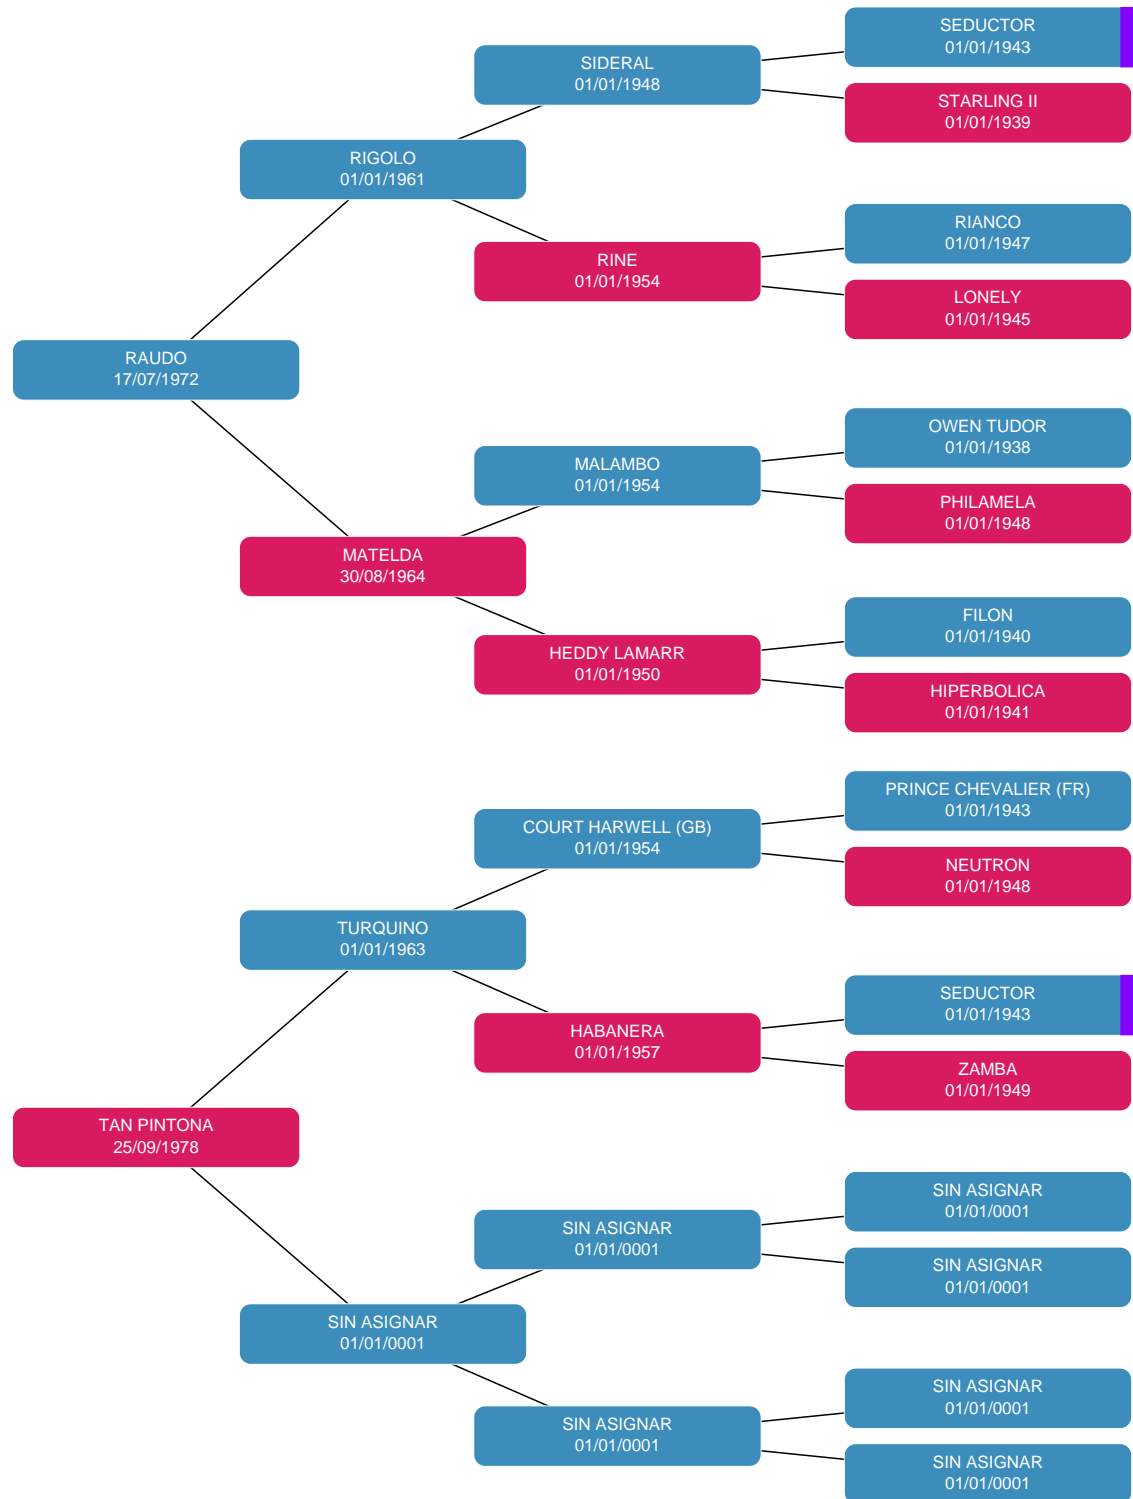 SEDUCTOR
01/01/1943
SIDERAL
01/01/1948
STARLING II
01/01/1939
RIGOLO
01/01/1961
RIANCO
01/01/1947
RINE
01/01/1954
LONELY
01/01/1945
RAUDO
17/07/1972
OWEN TUDOR
01/01/1938
MALAMBO
01/01/1954
PHILAMELA
01/01/1948
MATELDA
30/08/1964
FILON
01/01/1940
HEDDY LAMARR
01/01/1950
HIPERBOLICA
01/01/1941
PRINCE CHEVALIER (FR)
01/01/1943
COURT HARWELL (GB)
01/01/1954
NEUTRON
01/01/1948
TURQUINO
01/01/1963
SEDUCTOR
01/01/1943
HABANERA
01/01/1957
ZAMBA
01/01/1949
TAN PINTONA
25/09/1978
SIN ASIGNAR
01/01/0001
SIN ASIGNAR
01/01/0001
SIN ASIGNAR
01/01/0001
SIN ASIGNAR
01/01/0001
SIN ASIGNAR
01/01/0001
SIN ASIGNAR
01/01/0001
SIN ASIGNAR
01/01/0001